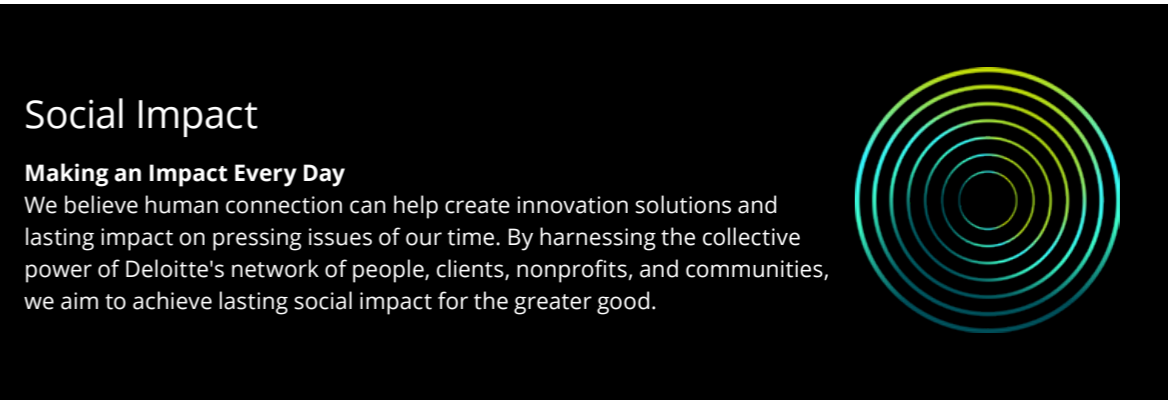 Social Impact
Making an Impact Every Day
We believe human connection can help create innovation solutions and
lasting impact on pressing issues of our time. By harnessing the collective
power of Deloitte's network of people, clients, nonprofits, and communities,
we aim to achieve lasting social impact for the greater good.